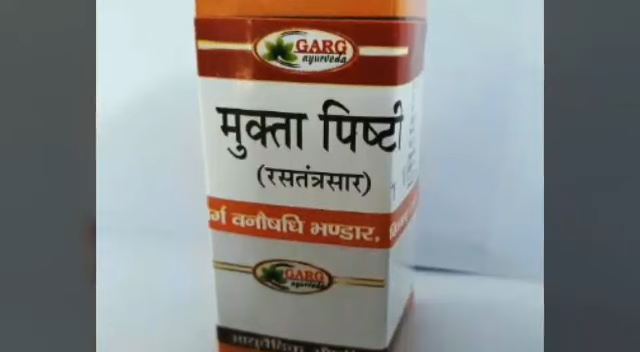 GARG
ayurveda
मुक्ता पिष्टी
(रसतंत्रसार)
वनौषधि भण्डार,
GARG
ayurveda